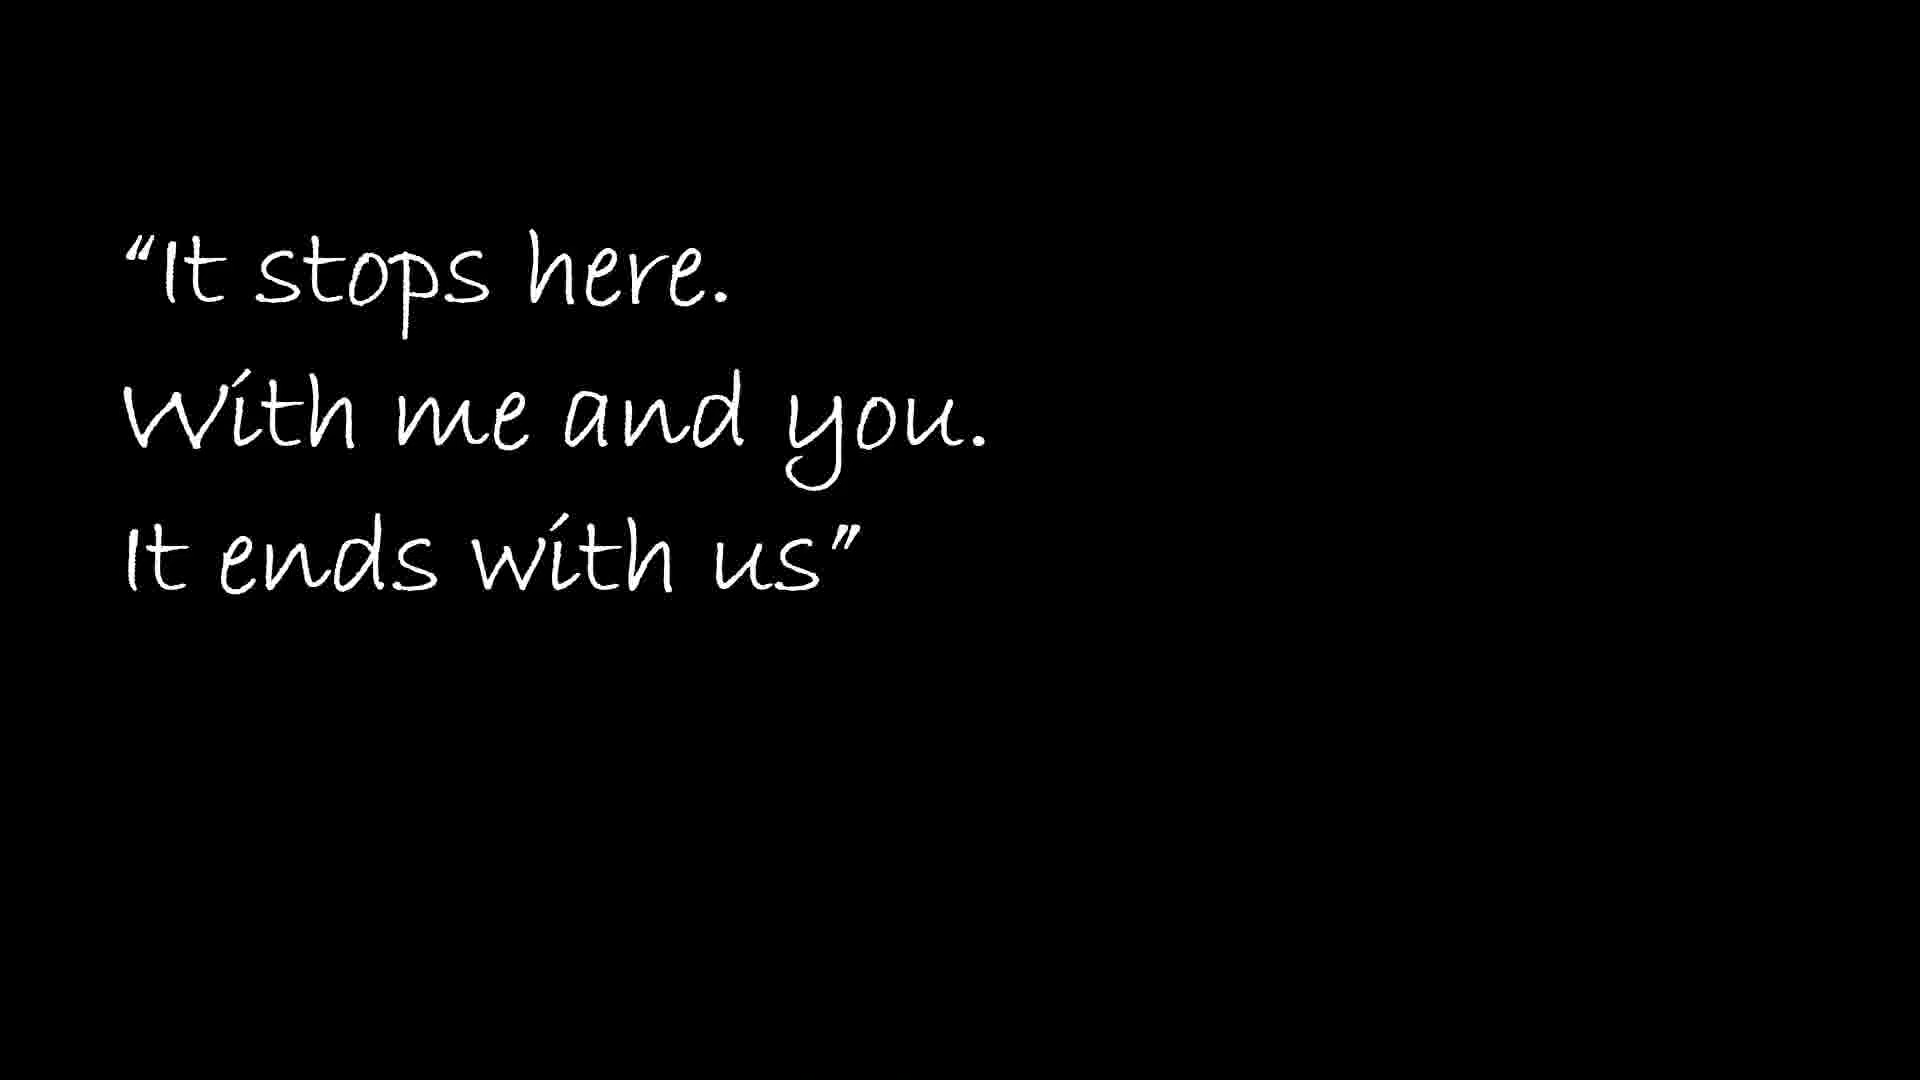 “It stops here.
With me and you.
It ends with us”